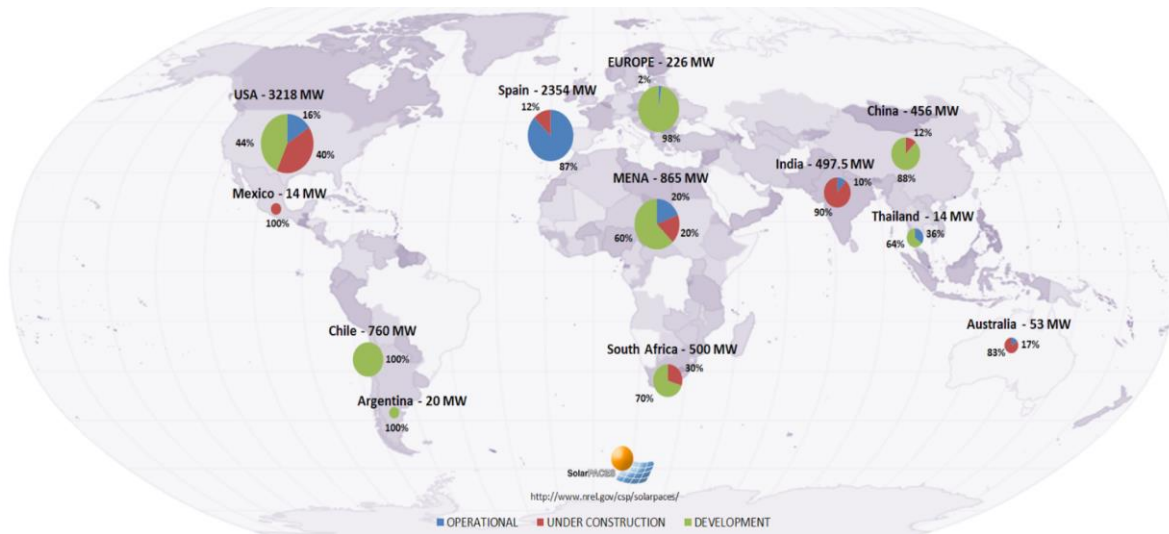 EUROPE - 226 MW
2%
98%
Spain - 2354 MW
12%
87%
USA - 3218 MW
16%
44%
40%
China - 456 MW
12%
88%
India - 497.5 MW
10%
90%
MENA - 865 MW
20%
60%
20%
Mexico - 14 MW
100%
Thailand - 14 MW
64%
36%
Chile - 760 MW
100%
Australia - 53 MW
83%
17%
South Africa - 500 MW
30%
70%
Argentina - 20 MW
100%
SolarPACES
http://www.nrel.gov/csp/solarpaces/
OPERATIONAL UNDER CONSTRUCTION DEVELOPMENT